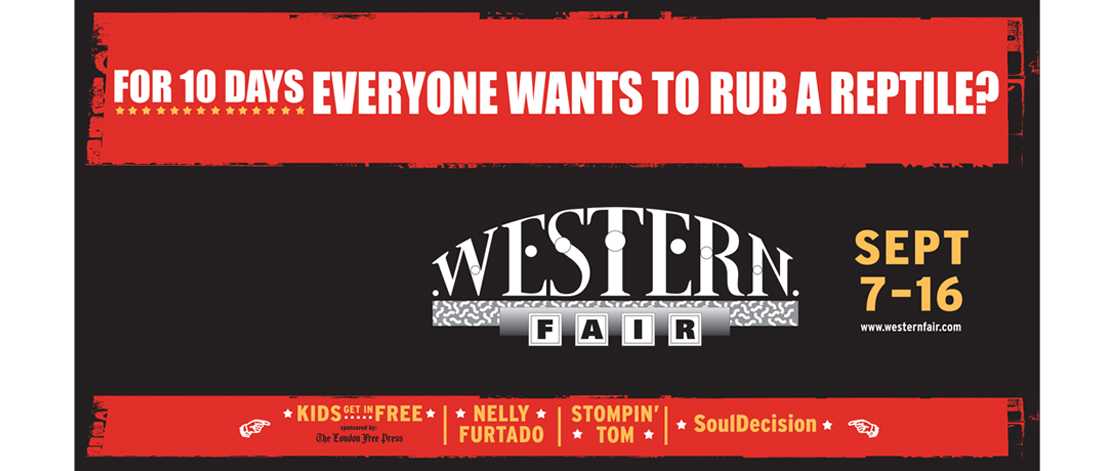 FOR 10 DAYS EVERYONE WANTS TO RUB A REPTILE?
WESTERN
FAIR
SEPT
7-16
www.westernfair.com
KIDS GET IN FREE
sponsored by:
The London Free Press
NELLY
FURTADO
STOMPIN'
TOM
SoulDecision